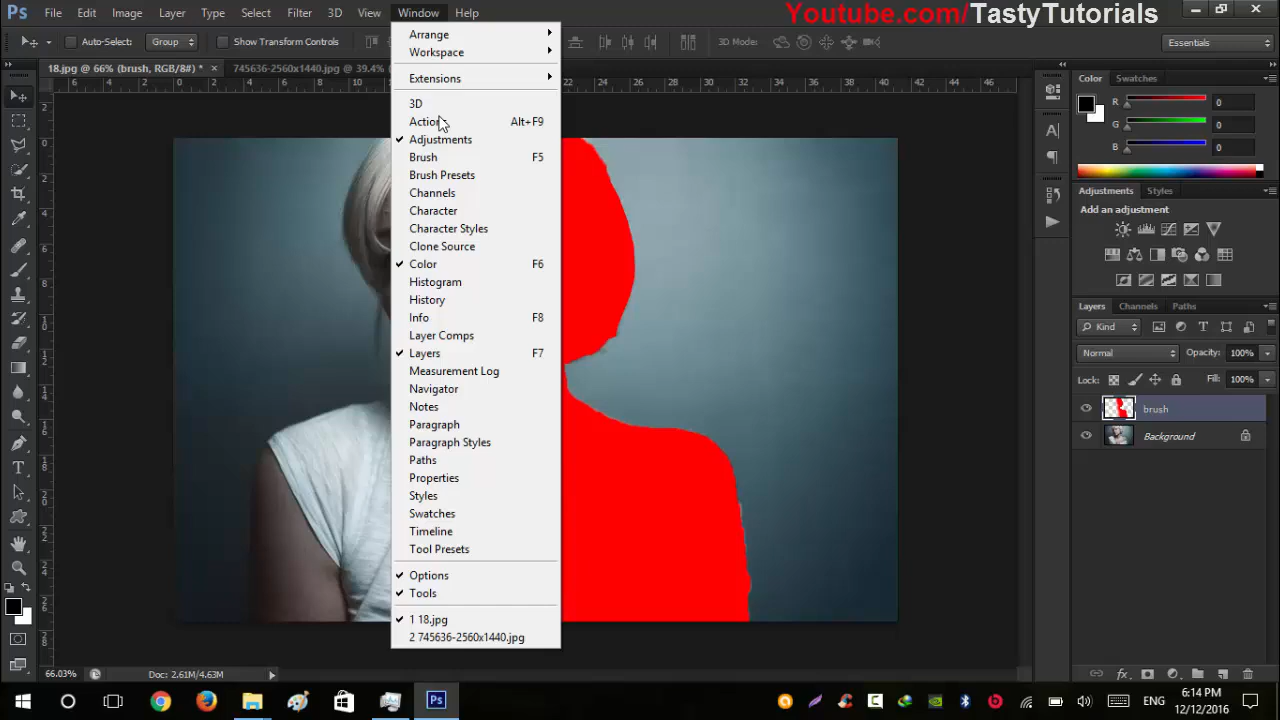 Youtube.com/TastyTutorials
Ps File Edit Image Layer Type Select Filter 3D View Window Help
Auto-Select: Group Show Transform Controls 3D Mode: Essentials
18.jpg @ 66% (brush, RGB/8#) * × 745636-2560x1440.jpg @ 39.4%
Arrange
Workspace
Extensions
3D
Actions Alt+F9
Adjustments
Brush F5
Brush Presets
Channels
Character
Character Styles
Clone Source
Color F6
Histogram
History
Info F8
Layer Comps
Layers F7
Measurement Log
Navigator
Notes
Paragraph
Paragraph Styles
Paths
Properties
Styles
Swatches
Timeline
Tool Presets
Options
Tools
1 18.jpg
2 745636-2560x1440.jpg
Color Swatches
R 0
G 0
B 0
Adjustments Styles
Add an adjustment
Layers Channels Paths
Kind
Normal Opacity: 100%
Lock: Fill: 100%
brush
Background
66.03% Doc: 2.61M/4.63M
ENG
6:14 PM
12/12/2016